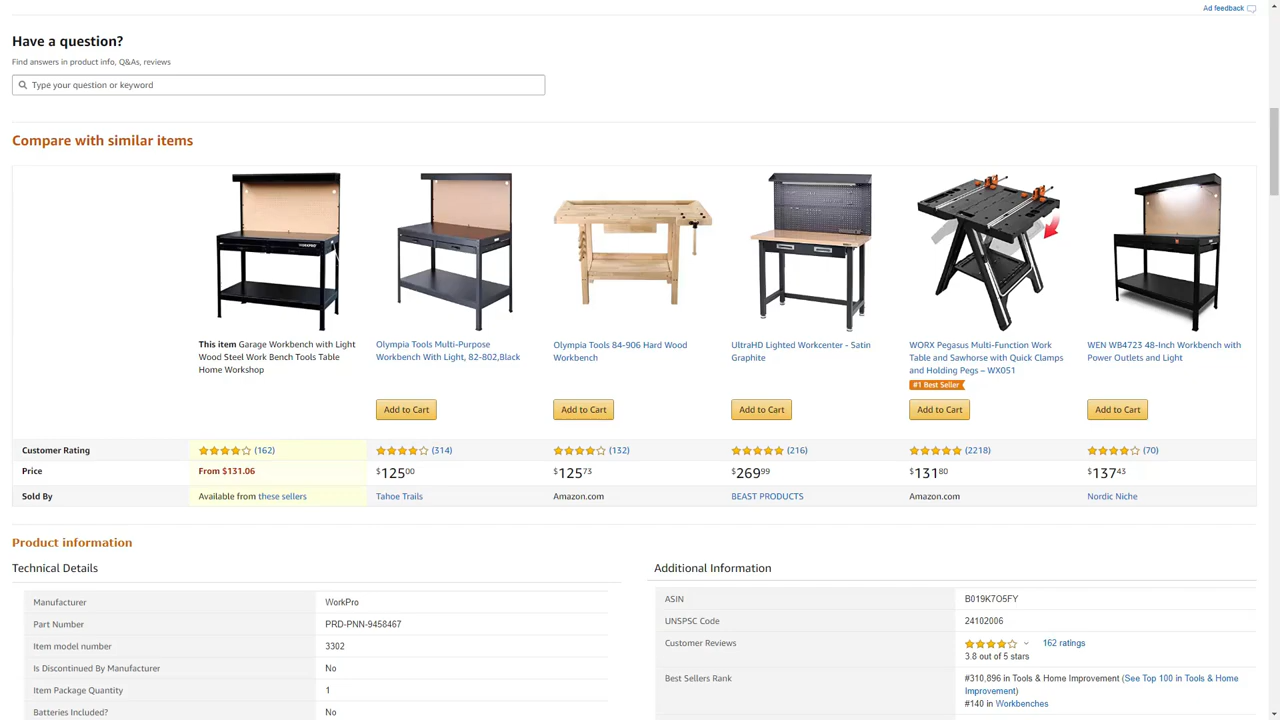 Ad feedback
Have a question?
Find answers in product info, Q&As, reviews
Type your question or keyword
Compare with similar items
This item Garage Workbench with Light
Wood Steel Work Bench Tools Table
Home Workshop
Olympia Tools Multi-Purpose
Workbench With Light, 82-802,Black
Olympia Tools 84-906 Hard Wood
Workbench
UltraHD Lighted Workcenter - Satin
Graphite
WORX Pegasus Multi-Function Work
Table and Sawhorse with Quick Clamps
and Holding Pegs – WX051
#1 Best Seller
WEN WB4723 48-Inch Workbench with
Power Outlets and Light
Add to Cart
Add to Cart
Add to Cart
Add to Cart
Add to Cart
Customer Rating (162) (314) (132) (216) (2218) (70)
Price From $131.06 $12500 $12573 $26999 $13180 $13743
Sold By Available from these sellers Tahoe Trails Amazon.com BEAST PRODUCTS Amazon.com Nordic Niche
Product information
Technical Details
Manufacturer WorkPro
Part Number PRD-PNN-9458467
Item model number 3302
Is Discontinued By Manufacturer No
Item Package Quantity 1
Batteries Included? No
Additional Information
ASIN B019K7O5FY
UNSPSC Code 24102006
Customer Reviews 162 ratings
3.8 out of 5 stars
Best Sellers Rank #310,896 in Tools & Home Improvement (See Top 100 in Tools & Home
Improvement)
#140 in Workbenches